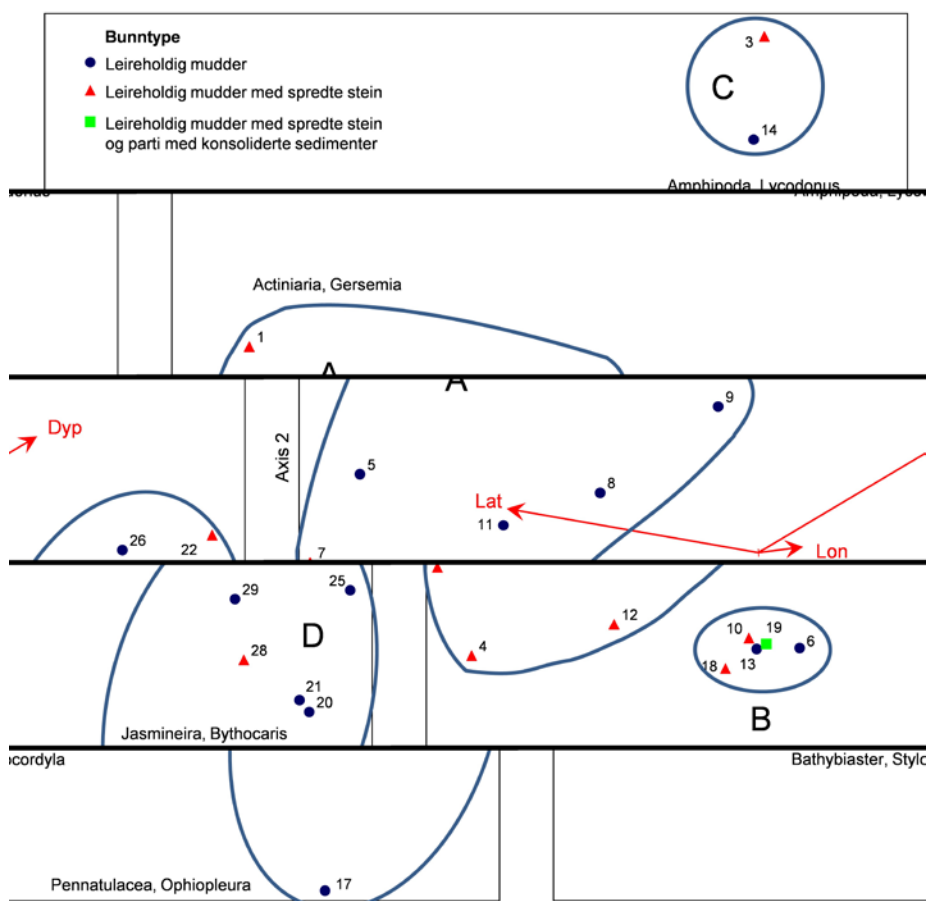 Bunntype
Leireholdig mudder
Leireholdig mudder med spredte stein
Leireholdig mudder med spredte stein
og parti med konsoliderte sedimenter
3
C
14
Amphipoda, Lycodonus
Actiniaria, Gersemia
1
A
A
9
Dyp
Axis 2
5
8
Lat
11
26
22
7
Lon
29
25
D
12
10
19
6
28
4
18
13
21
20
B
Jasmineira, Bythocaris
ocordyla
Bathybiaster, Stylo
Pennatulacea, Ophiopleura
17